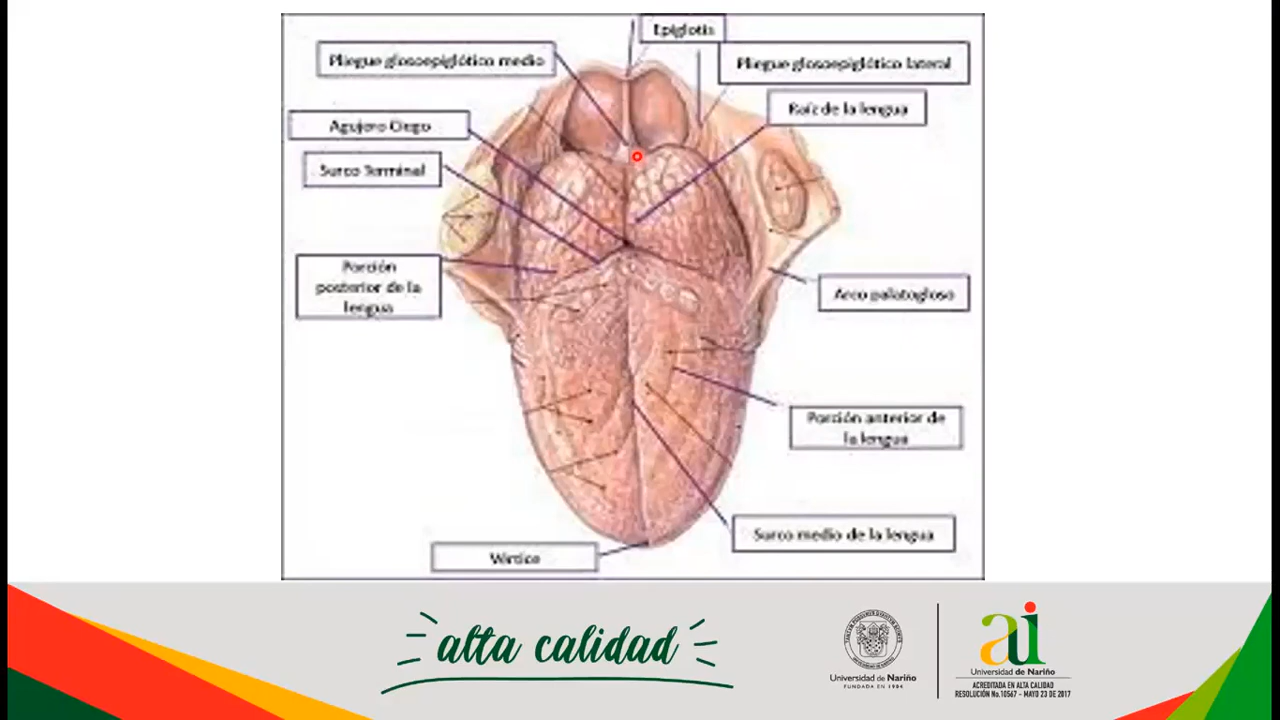 Epiglotis
Pliegue glosoepiglótico medio
Pliegue glosoepiglótico lateral
Raíz de la lengua
Agujero Ciego
Surco Terminal
Porción
posterior de la
lengua
Arco palatogloso
Porción anterior de
la lengua
Surco medio de la lengua
Vértice
alta calidad
Universidad de Nariño
FUNDADA EN 1904
Universidad de Nariño
ACREDITADA EN ALTA CALIDAD
RESOLUCIÓN No.10567 - MAYO 23 DE 2017